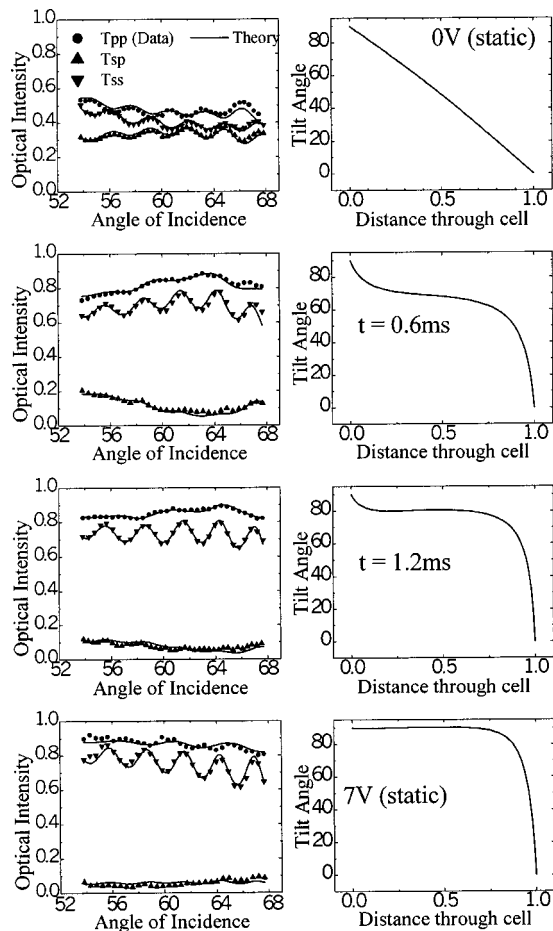 Tpp (Data) Theory
Tsp
Tss
Optical Intensity
1.0
0.8
0.6
0.4
0.2
0.0
52 56 60 64 68
Angle of Incidence
0V (static)
Tilt Angle
80
60
40
20
0
0.0 0.5 1.0
Distance through cell
Optical Intensity
1.0
0.8
0.6
0.4
0.2
0.0
52 56 60 64 68
Angle of Incidence
t = 0.6ms
Tilt Angle
80
60
40
20
0
0.0 0.5 1.0
Distance through cell
Optical Intensity
1.0
0.8
0.6
0.4
0.2
0.0
52 56 60 64 68
Angle of Incidence
t = 1.2ms
Tilt Angle
80
60
40
20
0
0.0 0.5 1.0
Distance through cell
Optical Intensity
1.0
0.8
0.6
0.4
0.2
0.0
52 56 60 64 68
Angle of Incidence
7V (static)
Tilt Angle
80
60
40
20
0
0.0 0.5 1.0
Distance through cell